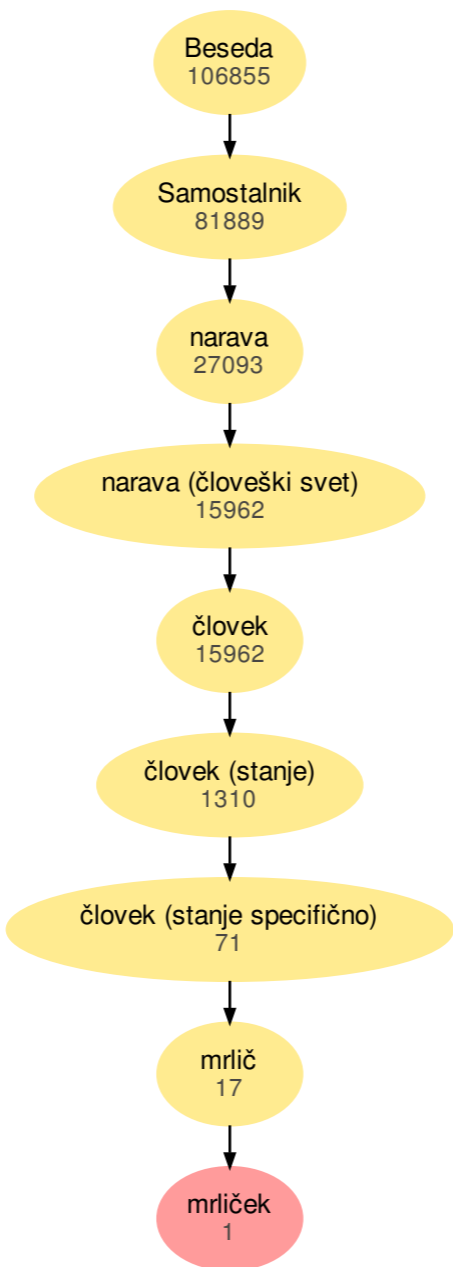 Beseda
106855
Samostalnik
81889
narava
27093
narava (človeški svet)
15962
človek
15962
človek (stanje)
1310
človek (stanje specifično)
71
mrlič
17
mrliček
1